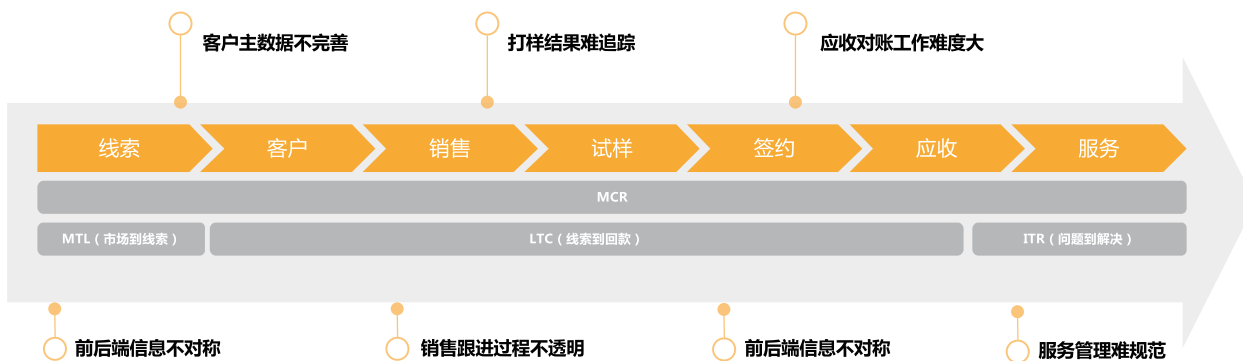 客户主数据不完善
打样结果难追踪
应收对账工作难度大
线索
客户
销售
试样
签约
应收
服务
MCR
MTL（市场到线索）
LTC（线索到回款）
ITR（问题到解决）
前后端信息不对称
销售跟进过程不透明
前后端信息不对称
服务管理难规范